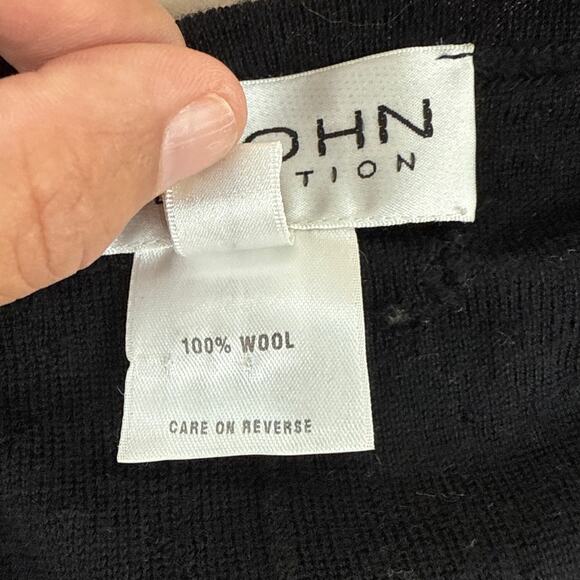 OHN
TION
100% WOOL
CARE ON REVERSE